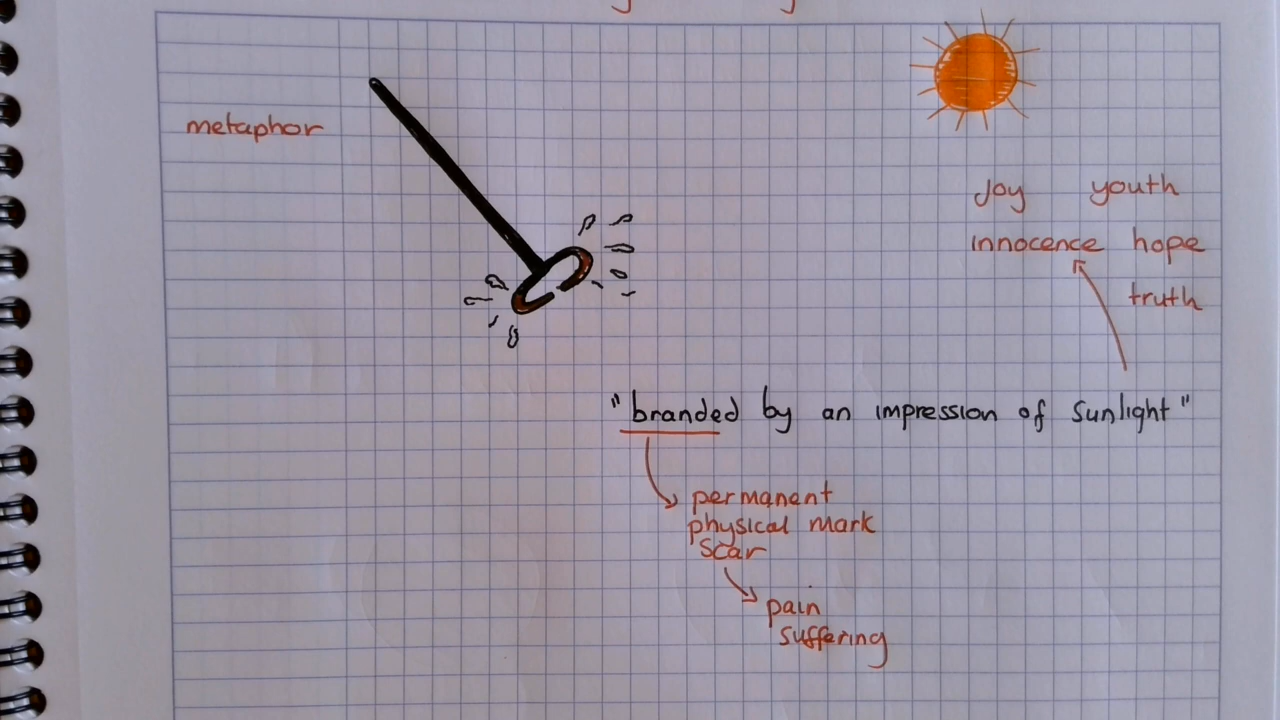 metaphor
Joy youth
innocence hope
truth
"branded by an impression of sunlight"
permanent
physical mark
scar
pain
suffering